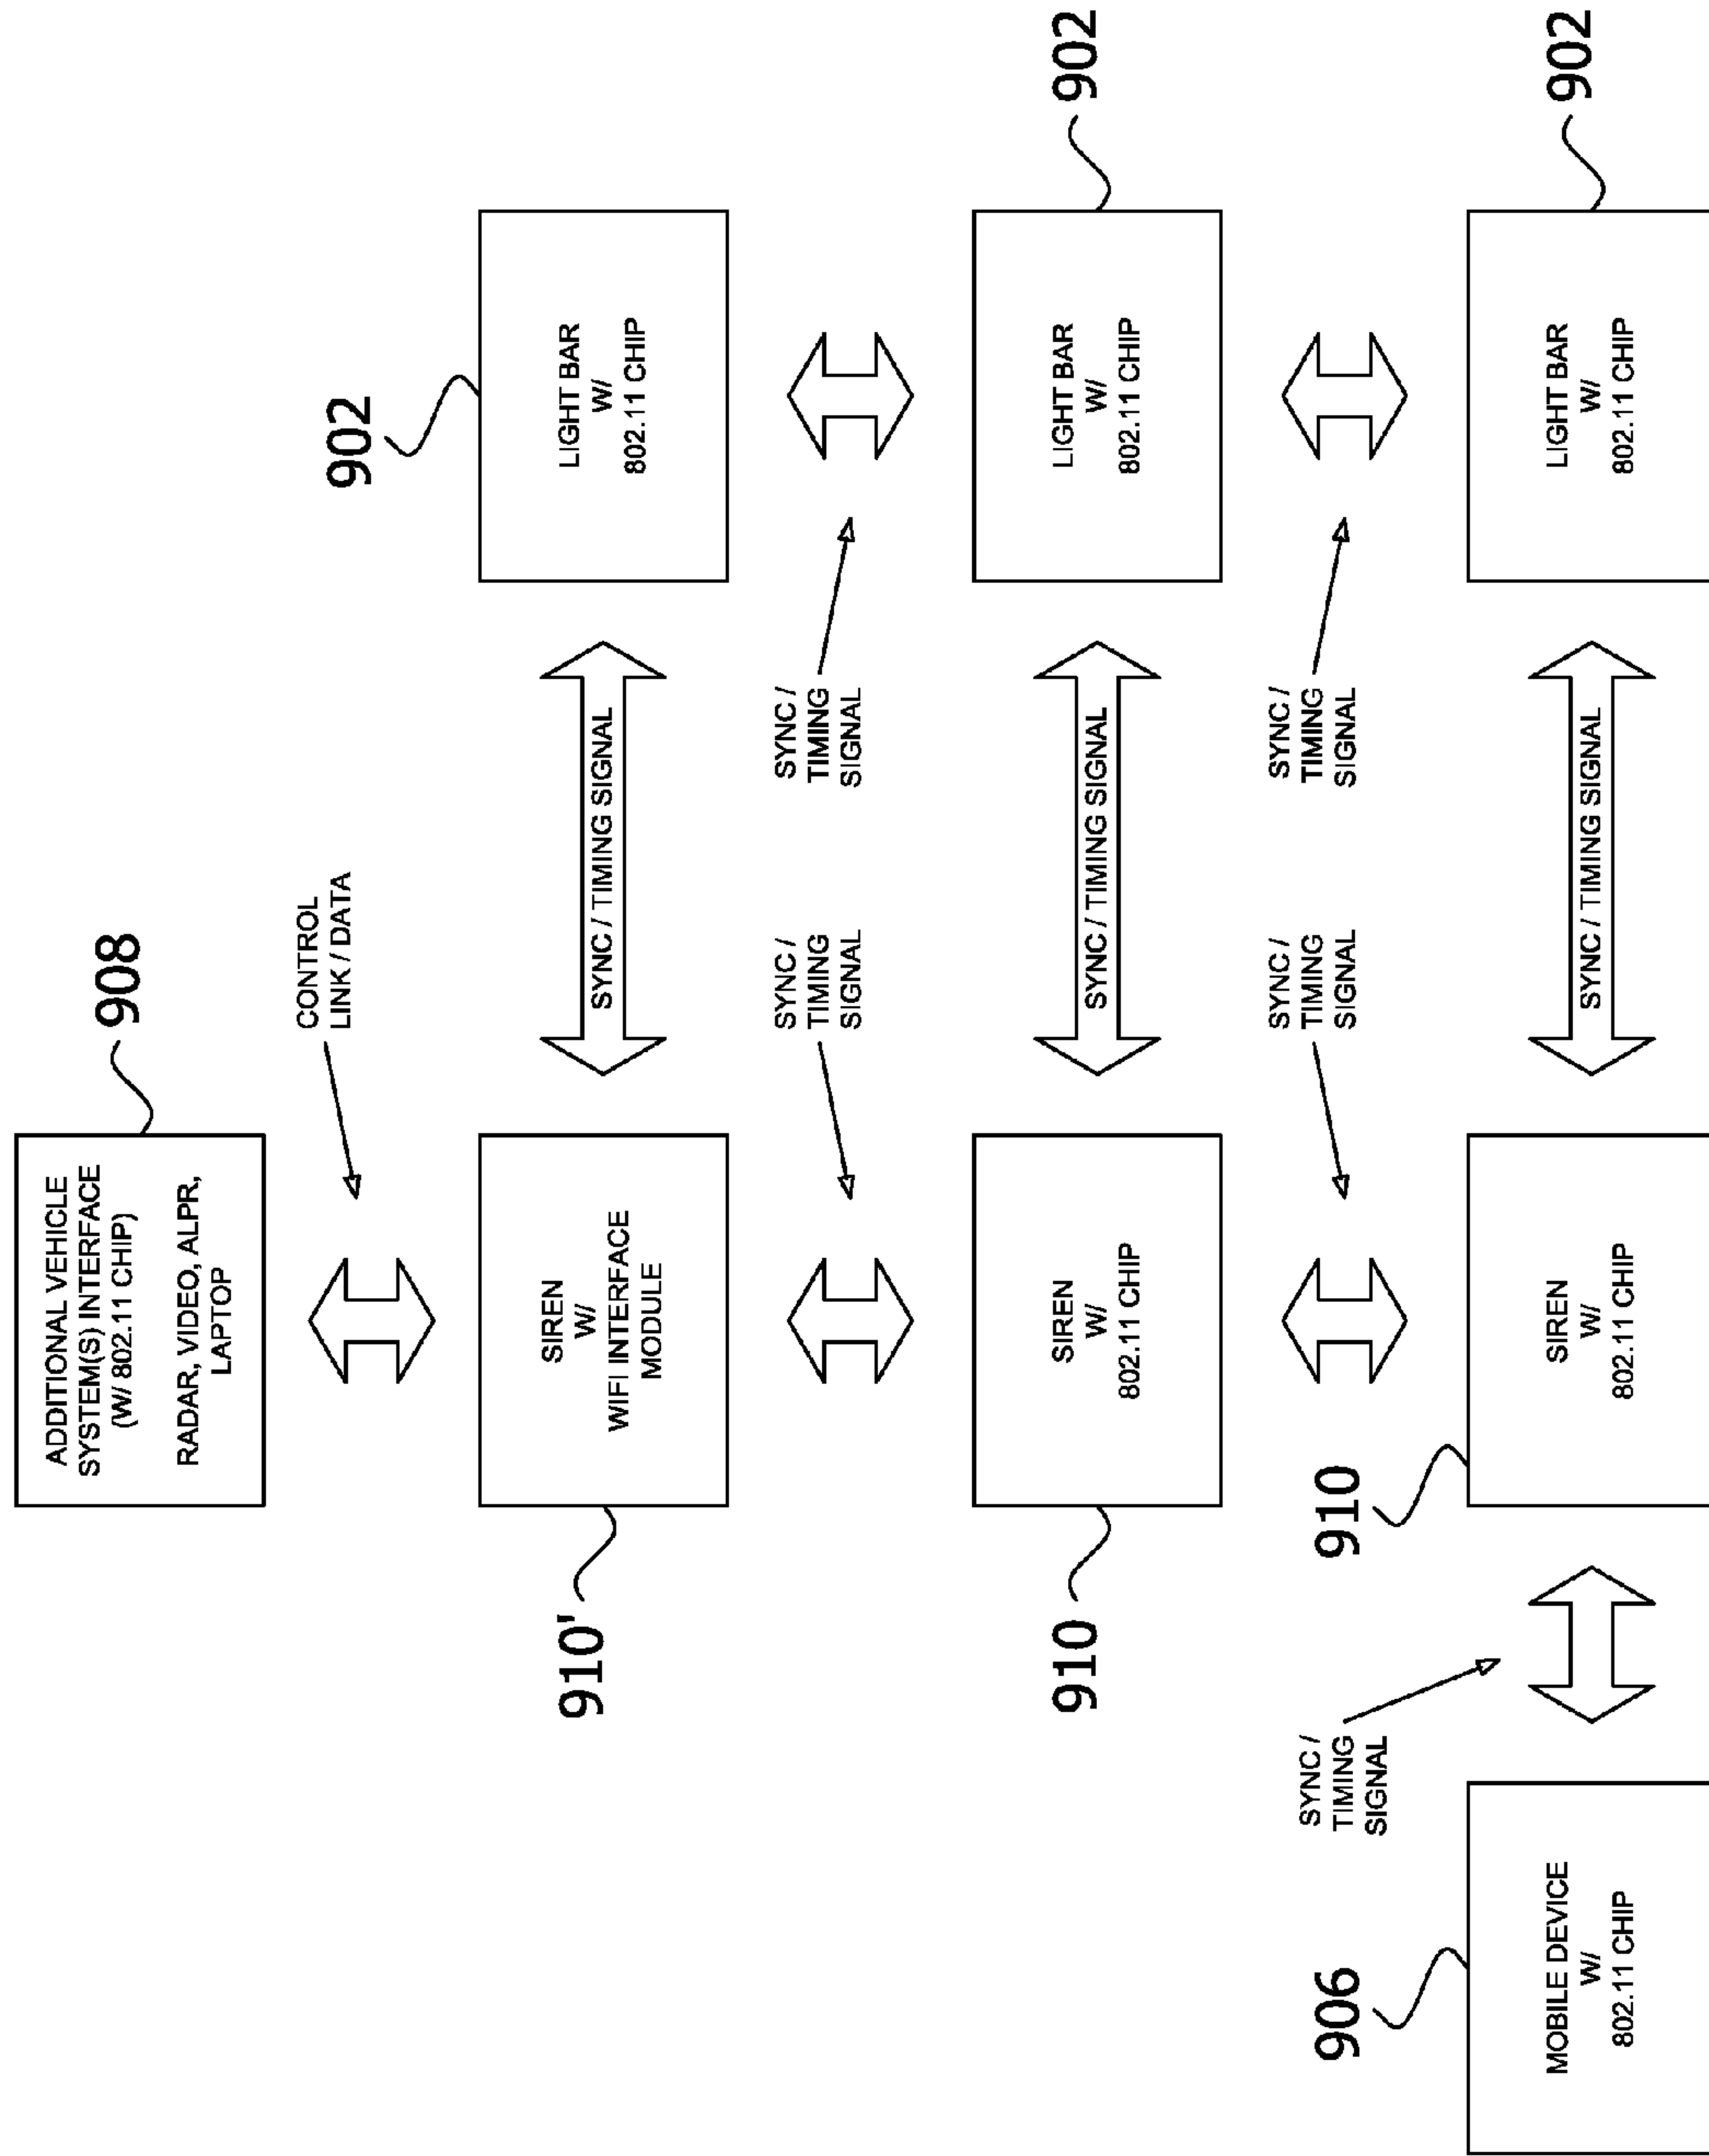 ADDITIONAL VEHICLE
SYSTEM(S) INTERFACE
(W/ 802.11 CHIP)
RADAR, VIDEO, ALPR,
LAPTOP
908
CONTROL
LINK / DATA
902
910'
SIREN
W/
WIFI INTERFACE
MODULE
SYNC / TIMING SIGNAL
LIGHT BAR
W/
802.11 CHIP
SYNC /
TIMING
SIGNAL
SYNC /
TIMING
SIGNAL
910
SIREN
W/
802.11 CHIP
SYNC / TIMING SIGNAL
LIGHT BAR
W/
802.11 CHIP
902
SYNC /
TIMING
SIGNAL
SYNC /
TIMING
SIGNAL
906
SYNC /
TIMING
SIGNAL
910
MOBILE DEVICE
W/
802.11 CHIP
SIREN
W/
802.11 CHIP
SYNC / TIMING SIGNAL
LIGHT BAR
W/
802.11 CHIP
902